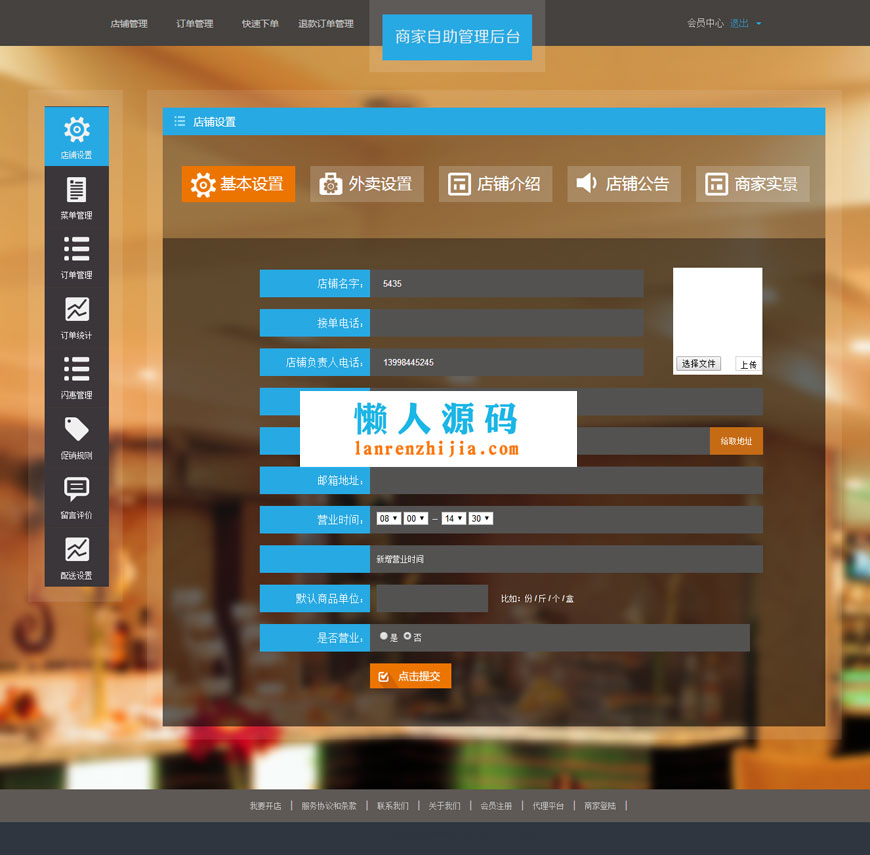 店铺管理 订单管理 快速下单 退款订单管理
商家自助管理后台
会员中心 退出
店铺设置
菜单管理
订单管理
订单统计
闪惠管理
促销规则
留言评价
配送设置
店铺设置
基本设置 外卖设置 店铺介绍 店铺公告 商家实景
店铺名字: 5435
接单电话:
店铺负责人电话: 13998445245
选择文件 上传
懒人源码
lanrenzhijia.com
给取地址
邮箱地址:
营业时间: 08 00 – 14 30
新增营业时间
默认商品单位: 比如: 份 / 斤 / 个 / 盒
是否营业: 是 否
点击提交
我要开店 | 服务协议和条款 | 联系我们 | 关于我们 | 会员注册 | 代理平台 | 商家登陆 |